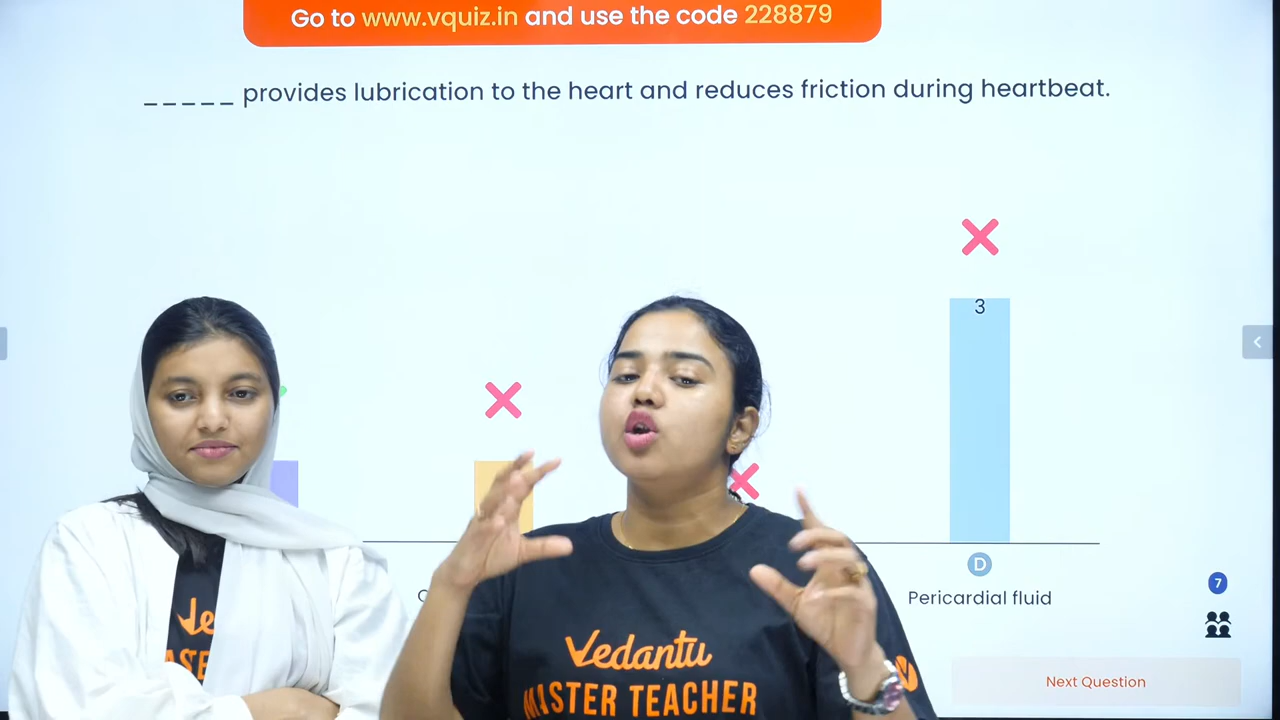 Go to www.vquiz.in and use the code 228879
_____ provides lubrication to the heart and reduces friction during heartbeat.
3
D
Pericardial fluid
7
Next Question
Vedantu
MASTER TEACHER